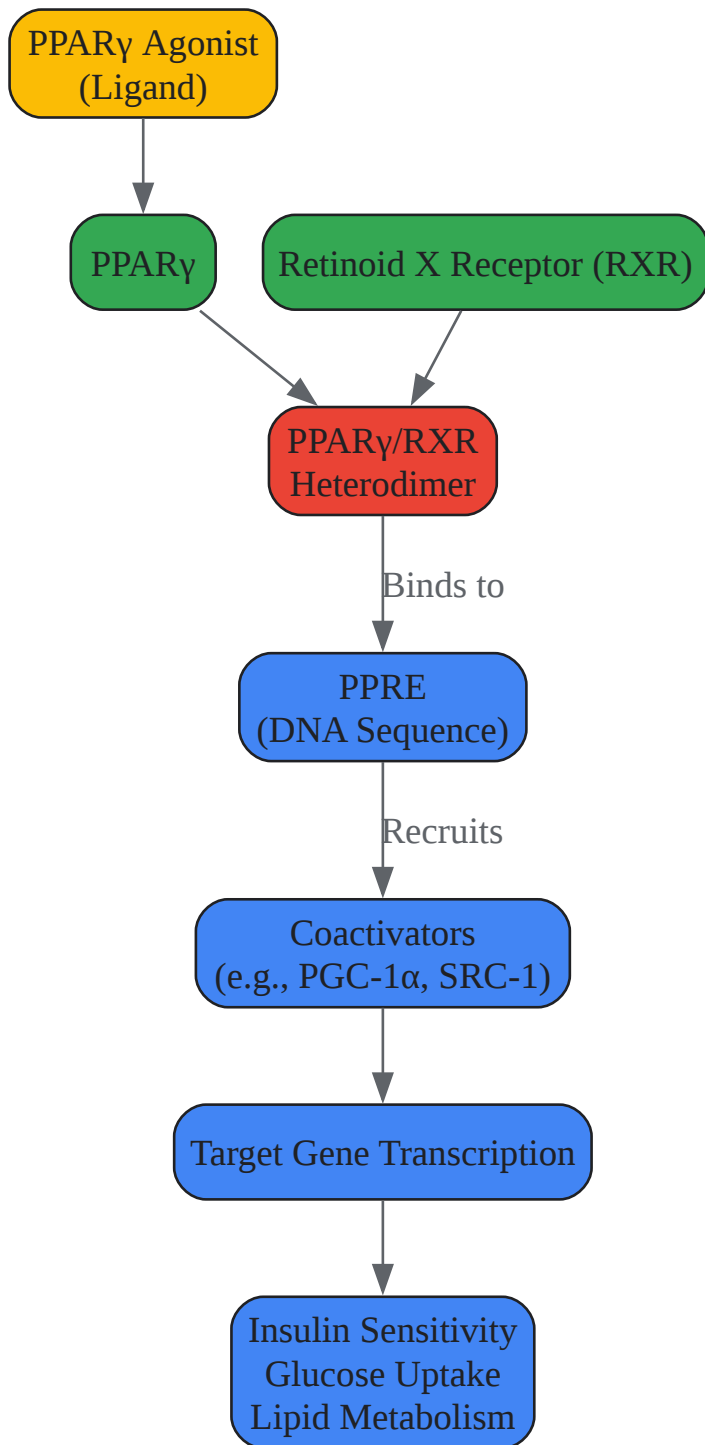 PPARγ Agonist
(Ligand)
PPARγ
Retinoid X Receptor (RXR)
PPARγ/RXR
Heterodimer
Binds to
PPRE
(DNA Sequence)
Recruits
Coactivators
(e.g., PGC-1α, SRC-1)
Target Gene Transcription
Insulin Sensitivity
Glucose Uptake
Lipid Metabolism